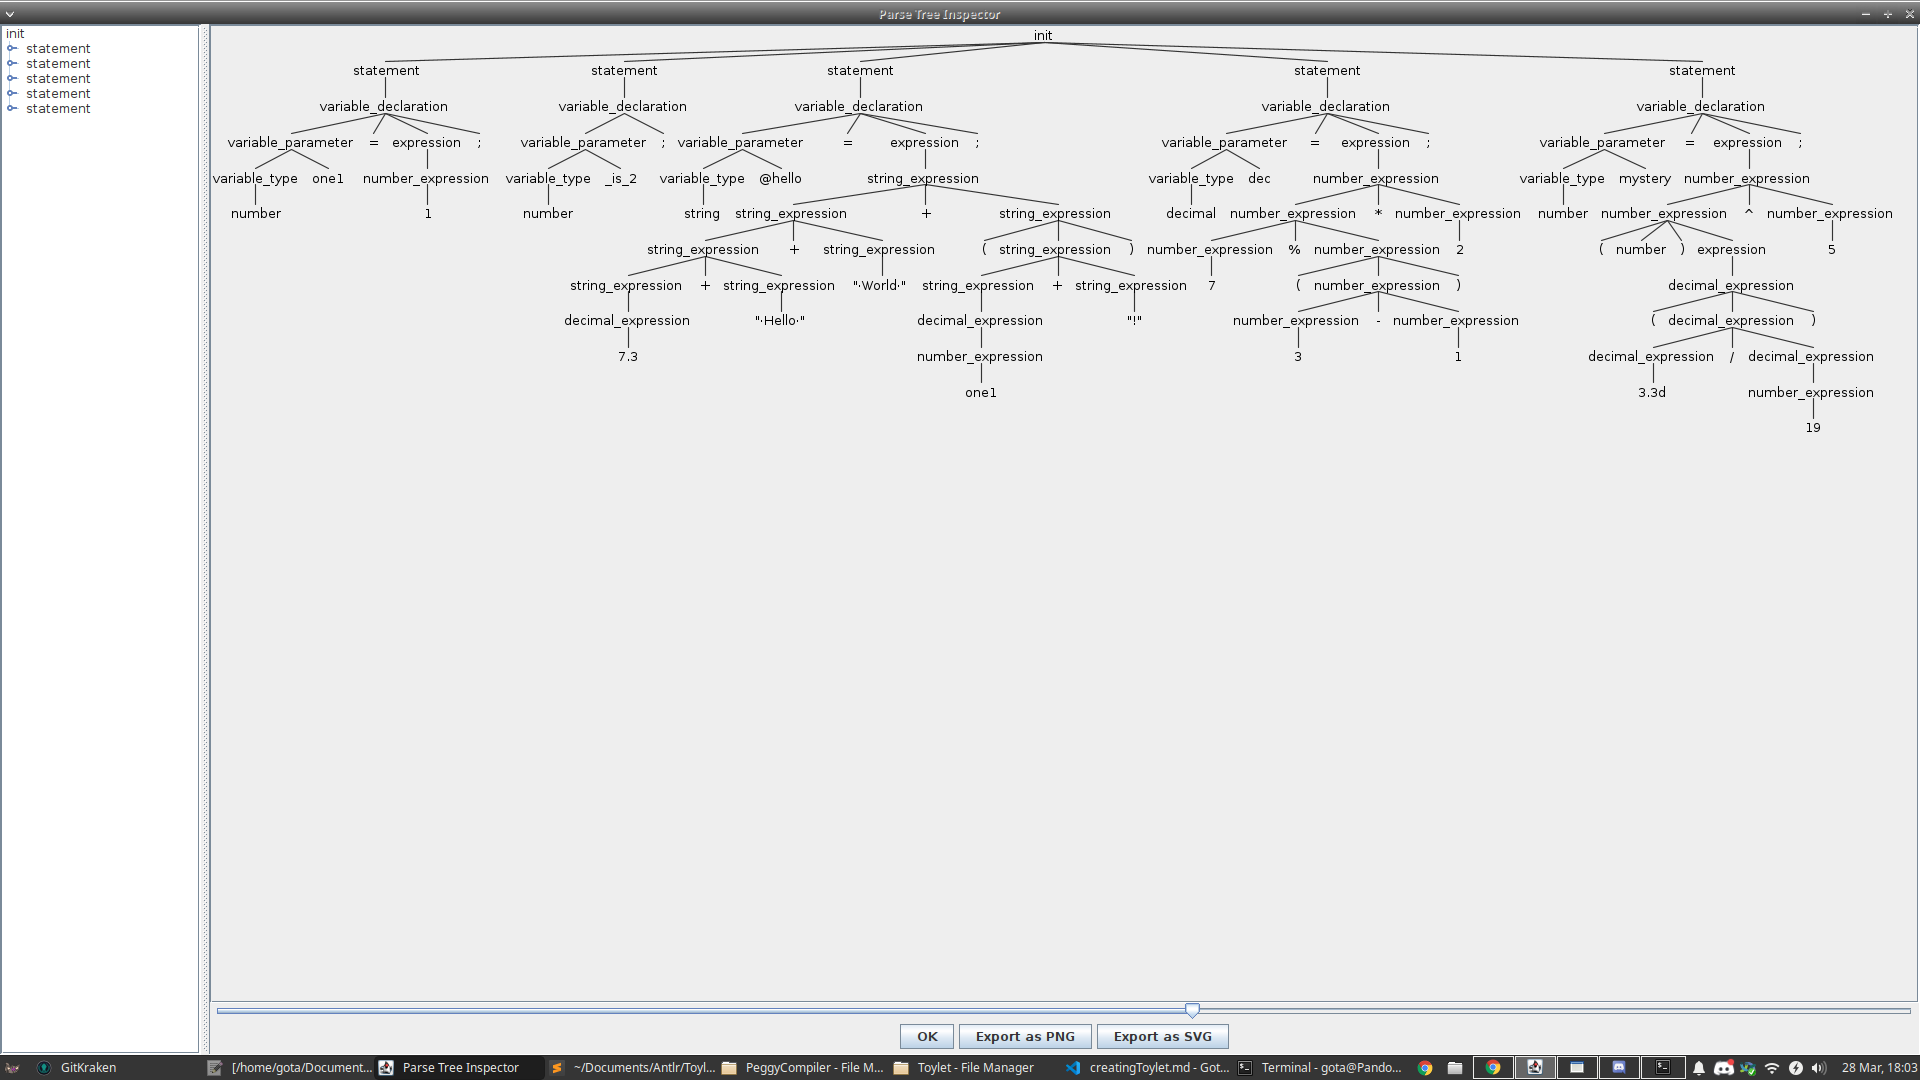 Parse Tree Inspector
init
statement
statement
statement
statement
statement
init
statement statement statement statement statement
variable_declaration variable_declaration variable_declaration variable_declaration variable_declaration
variable_parameter = expression ; variable_parameter ; variable_parameter = expression ; variable_parameter = expression ; variable_parameter = expression ;
variable_type one1 number_expression variable_type _is_2 variable_type @hello string_expression variable_type dec number_expression variable_type mystery number_expression
number 1 number string string_expression + string_expression decimal number_expression * number_expression number number_expression ^ number_expression
string_expression + string_expression ( string_expression ) number_expression % number_expression 2 ( number ) expression 5
string_expression + string_expression "·World·" string_expression + string_expression 7 ( number_expression ) decimal_expression
decimal_expression "·Hello·" decimal_expression "!" number_expression - number_expression ( decimal_expression )
7.3 number_expression 3 1 decimal_expression / decimal_expression
one1 3.3d number_expression
19
OK Export as PNG Export as SVG
GitKraken [/home/gota/Document... Parse Tree Inspector ~/Documents/Antlr/Toyl... PeggyCompiler - File M... Toylet - File Manager creatingToylet.md - Got... Terminal - gota@Pando... 28 Mar, 18:03